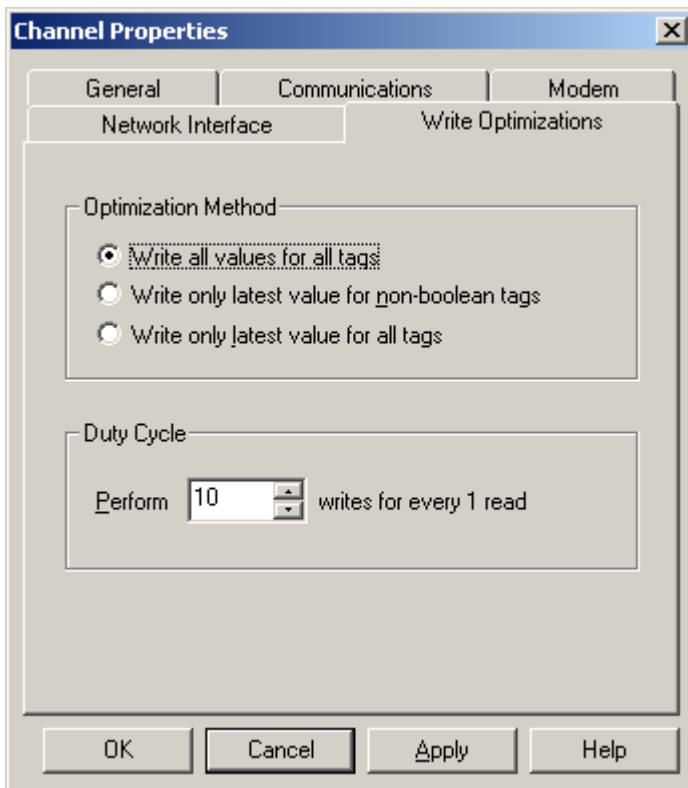 Channel Properties
General Communications Modem
Network Interface Write Optimizations
Optimization Method
Write all values for all tags
Write only latest value for non-boolean tags
Write only latest value for all tags
Duty Cycle
Perform 10 writes for every 1 read
OK Cancel Apply Help